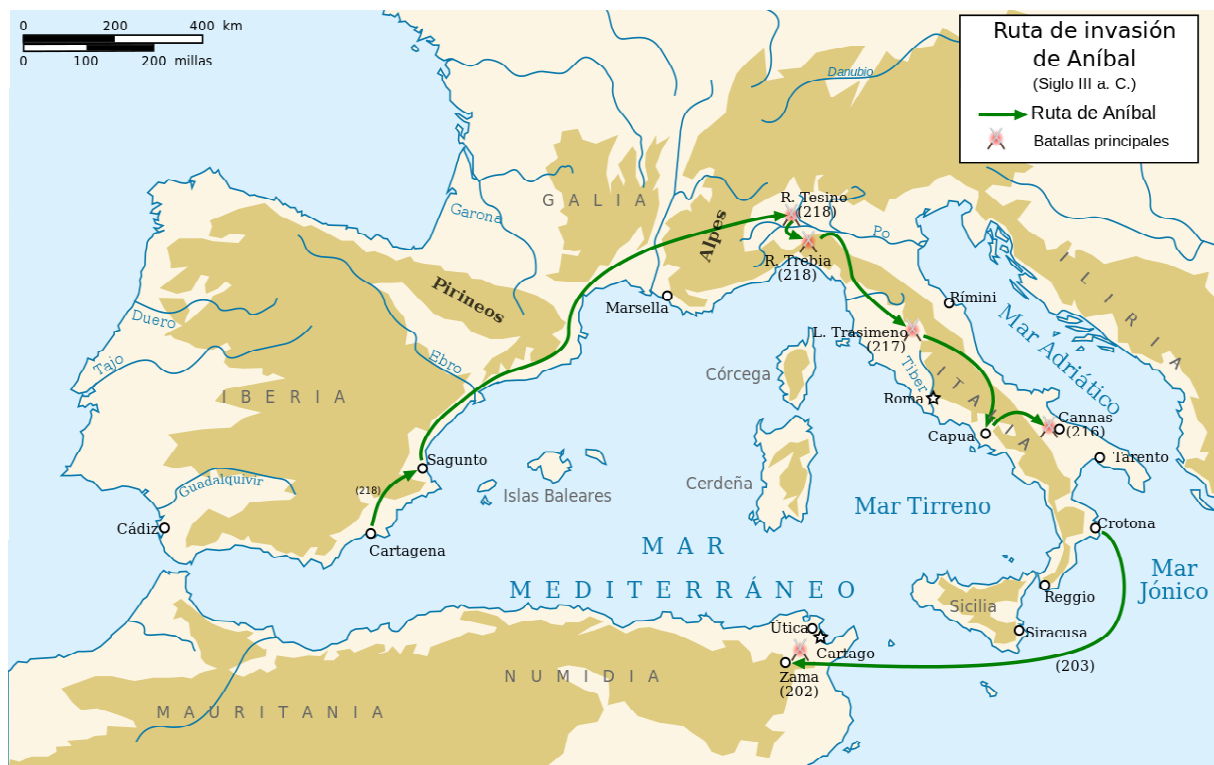 0 200 400 km
0 100 200 millas
Ruta de invasión
de Aníbal
(Siglo III a. C.)
Ruta de Aníbal
Batallas principales
Danubio
GALIA
Garona
Alpes
R. Tesino
(218)
Po
R. Trebia
(218)
ILIRIA
Pirineos
Marsella
Rímini
Duero
Tajo
Ebro
L. Trasimeno
(217)
Mar Adriático
IBERIA
Córcega
Tiber
ITALIA
Roma
Capua
Cannas
(216)
Sagunto
Tarento
Guadalquivir
(218)
Islas Baleares
Cerdeña
Mar Tirreno
Cádiz
Cartagena
Crotona
MAR
MEDITERRÁNEO
Mar
Jónico
Reggio
Sicilia
Siracusa
Útica
Cartago
Zama
(202)
(203)
NUMIDIA
MAURITANIA